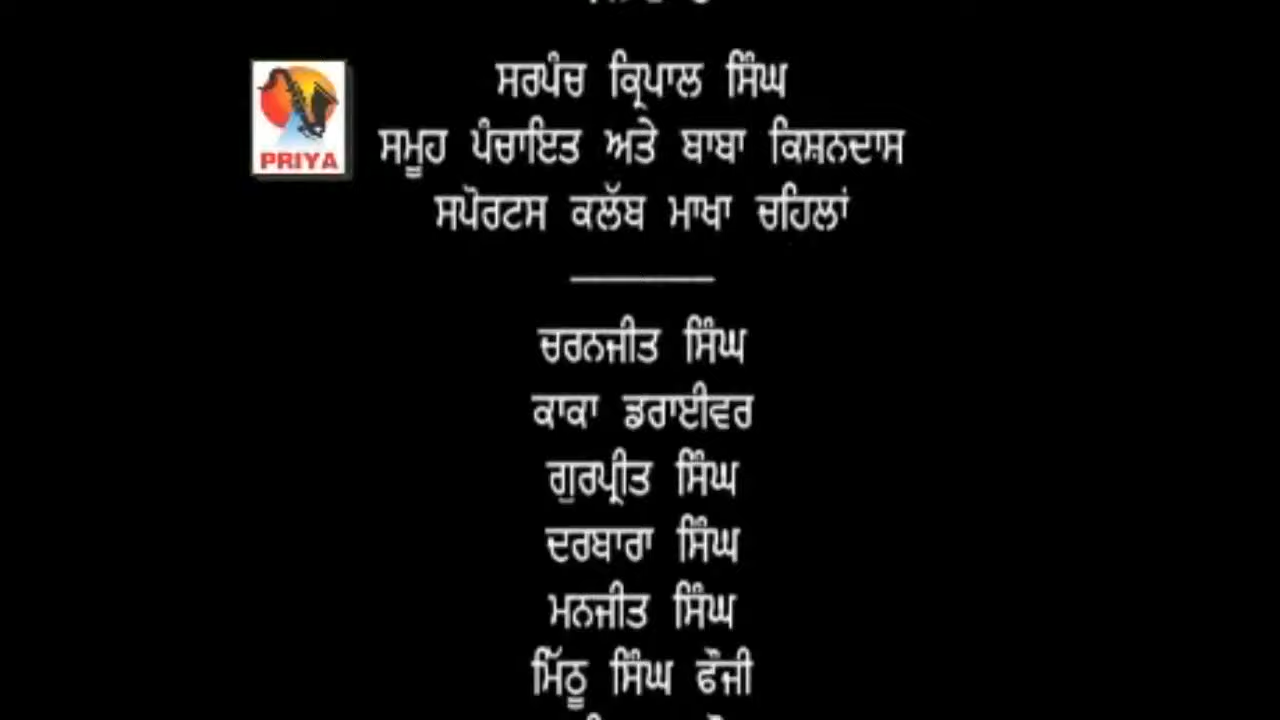 ਸਰਪੰਚ ਕ੍ਰਿਪਾਲ ਸਿੰਘ
ਸਮੂਹ ਪੰਚਾਇਤ ਅਤੇ ਬਾਬਾ ਕਿਸ਼ਨਦਾਸ
PRIYA
ਸਪੋਰਟਸ ਕਲੱਬ ਮਾਖਾ ਚਹਿਲਾਂ
ਚਰਨਜੀਤ ਸਿੰਘ
ਕਾਕਾ ਡਰਾਈਵਰ
ਗੁਰਪ੍ਰੀਤ ਸਿੰਘ
ਦਰਬਾਰਾ ਸਿੰਘ
ਮਨਜੀਤ ਸਿੰਘ
ਮਿੱਠੂ ਸਿੰਘ ਫੌਜੀ